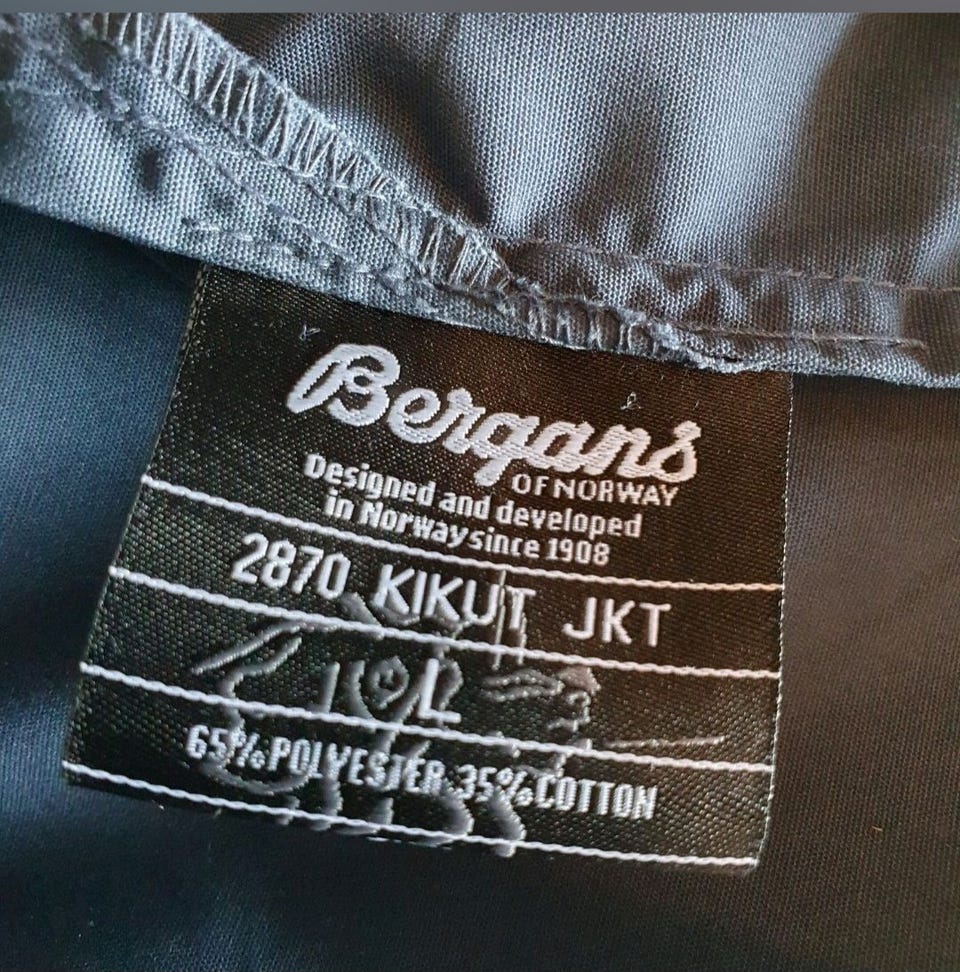 Bergans
OF NORWAY
Designed and developed
in Norway since 1908
2870 KIKUT JKT
L
65% POLYESTER 35% COTTON